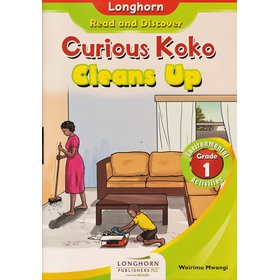 Longhorn
Read and Discover
Curious Koko
Cleans Up
Environmental
Grade
1
Activities
Wairimu Mwangi
LONGHORN
PUBLISHERS PLC